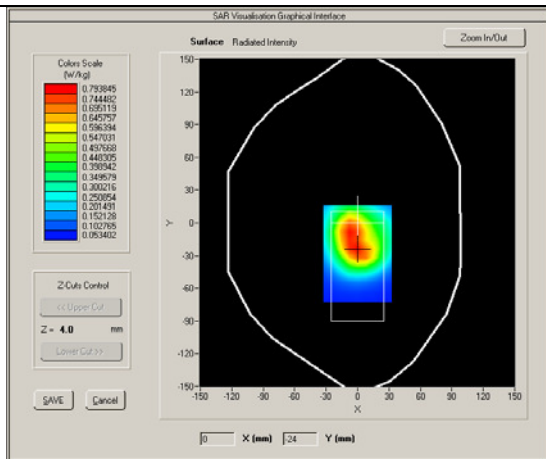 SAR Visualisation Graphical Interface
Surface Radiated Intensity
Zoom In/Out
Colors Scale
(W/kg)
0.793845
0.744482
0.695119
0.645757
0.596394
0.547031
0.497668
0.448305
0.398942
0.349579
0.300216
0.250854
0.201491
0.152128
0.102765
0.053402
Z-Cuts Control
<< Upper Cut
Z = 4.0 mm
Lower Cut >>
SAVE Cancel
150-
120-
90-
60-
30-
0-
-30-
-60-
-90-
-120-
-150-
Y
-150 -120 -90 -60 -30 0 30 60 90 120 150
X
0 X (mm) -24 Y (mm)